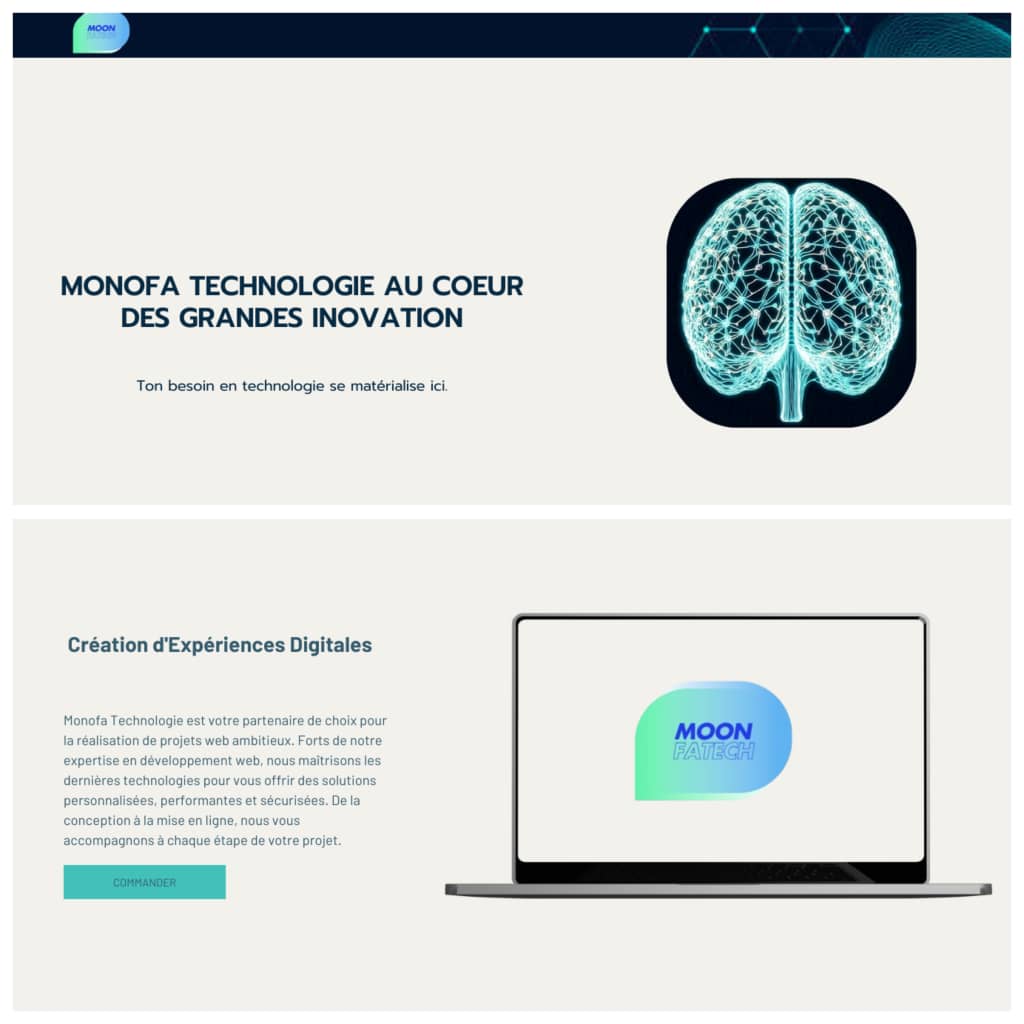 MOON
FATECH
MONOFA TECHNOLOGIE AU COEUR
DES GRANDES INOVATION
Ton besoin en technologie se matérialise ici.
Création d'Expériences Digitales
Monofa Technologie est votre partenaire de choix pour
la réalisation de projets web ambitieux. Forts de notre
expertise en développement web, nous maîtrisons les
dernières technologies pour vous offrir des solutions
personnalisées, performantes et sécurisées. De la
conception à la mise en ligne, nous vous
accompagnons à chaque étape de votre projet.
COMMANDER
MOON
FATECH